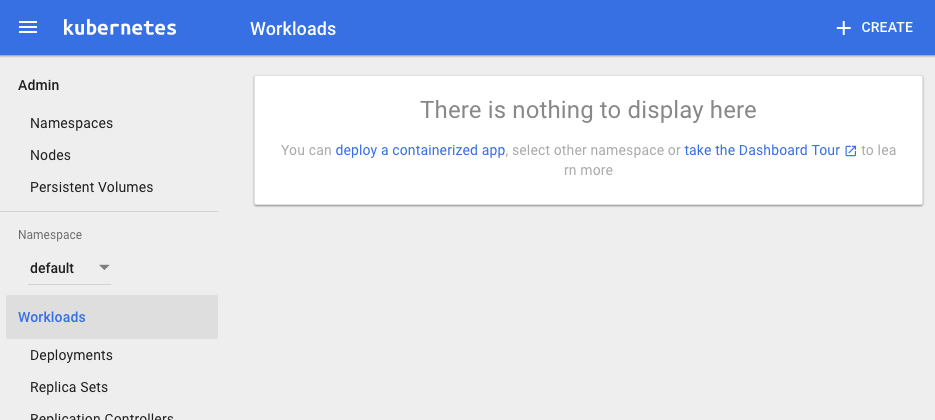 kubernetes
Workloads
CREATE
Admin
Namespaces
Nodes
Persistent Volumes
Namespace
default
Workloads
Deployments
Replica Sets
Replication Controllers
There is nothing to display here
You can deploy a containerized app, select other namespace or take the Dashboard Tour to lea
rn more